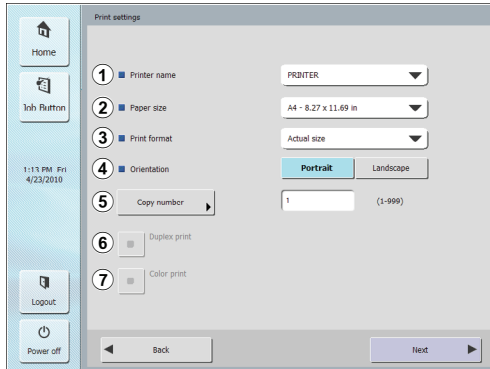 Print settings
Home
Job Button
1:13 PM Fri
4/23/2010
Logout
Power off
1 Printer name PRINTER
2 Paper size A4 - 8.27 x 11.69 in
3 Print format Actual size
4 Orientation Portrait Landscape
5 Copy number 1 (1-999)
6 Duplex print
7 Color print
Back Next